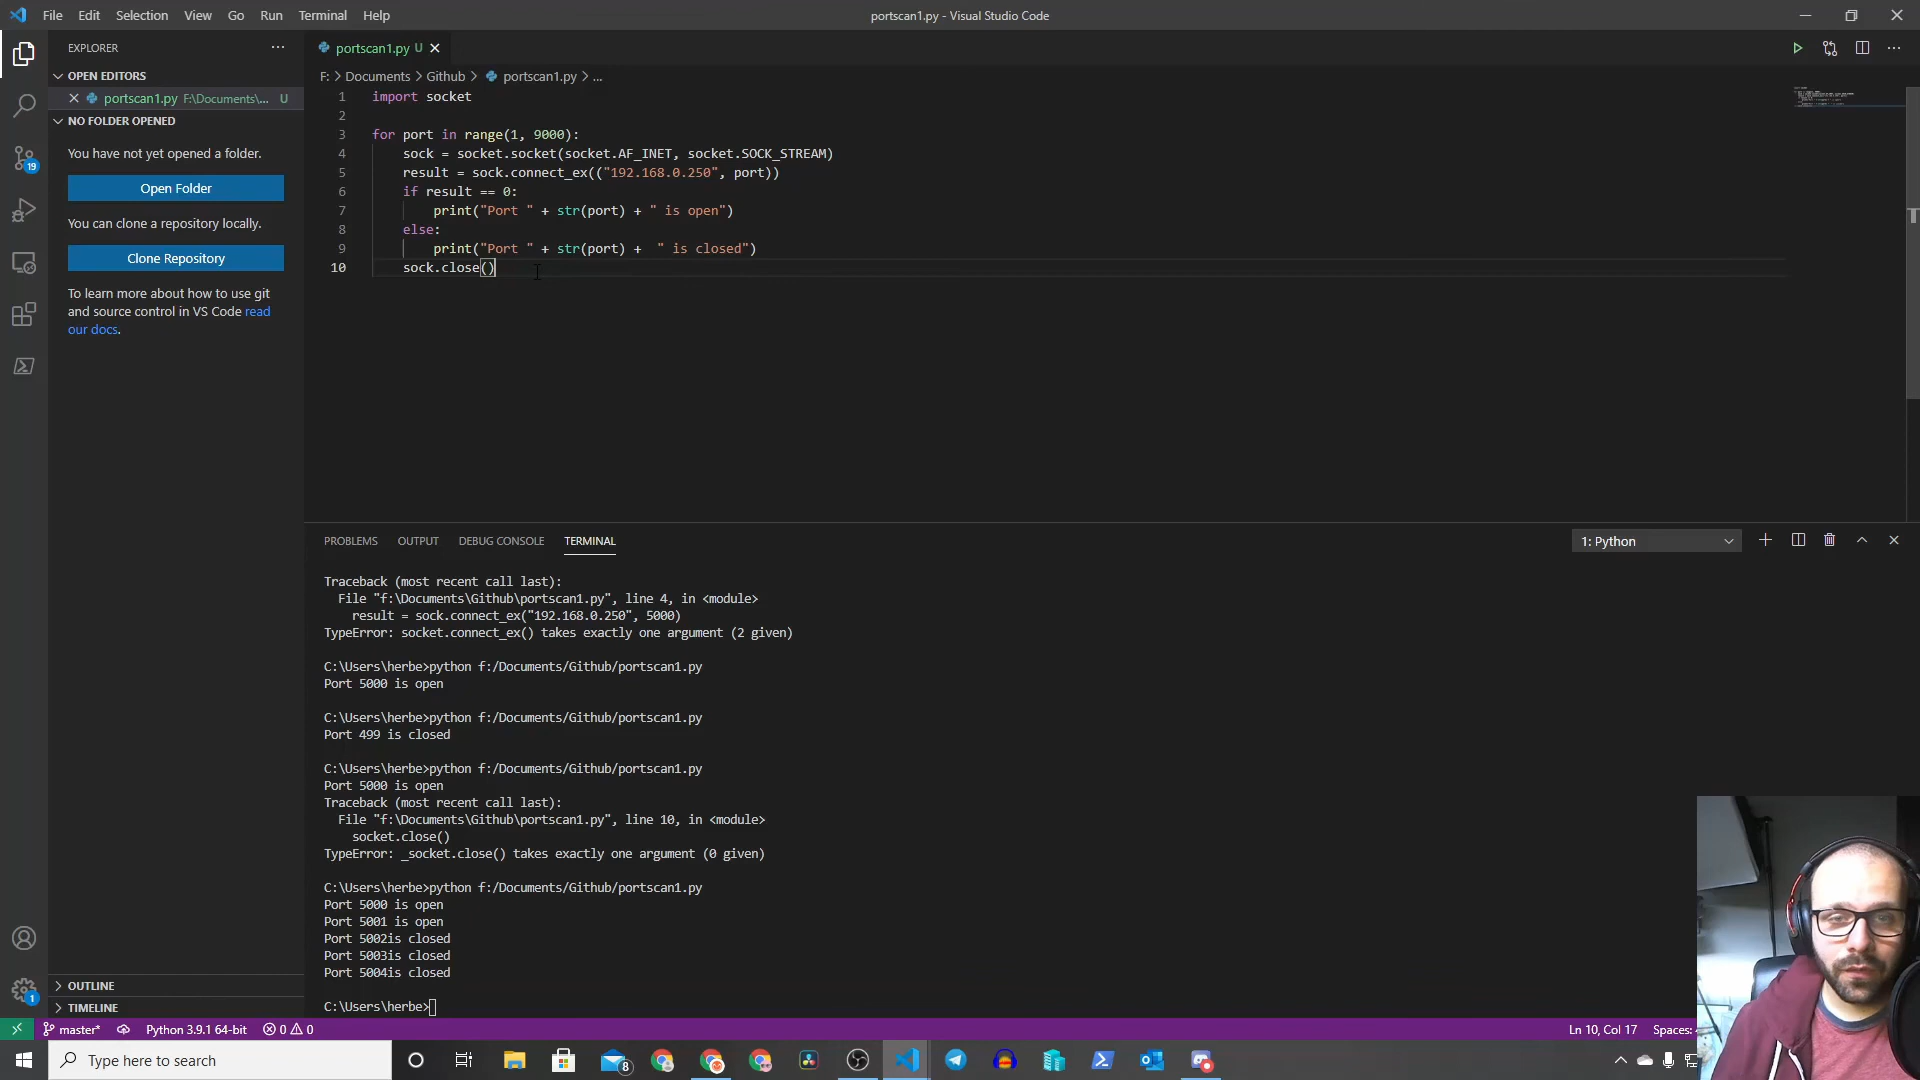 File Edit Selection View Go Run Terminal Help
portscan1.py - Visual Studio Code
EXPLORER
OPEN EDITORS
portscan1.py F:\Documents\... U
NO FOLDER OPENED
You have not yet opened a folder.
Open Folder
You can clone a repository locally.
Clone Repository
To learn more about how to use git
and source control in VS Code read
our docs.
19
OUTLINE
TIMELINE
1
portscan1.py U
F: > Documents > Github > portscan1.py > ...
1 import socket
2
3 for port in range(1, 9000):
4 sock = socket.socket(socket.AF_INET, socket.SOCK_STREAM)
5 result = sock.connect_ex(("192.168.0.250", port))
6 if result == 0:
7 print("Port " + str(port) + " is open")
8 else:
9 print("Port " + str(port) +  " is closed")
10 sock.close()
PROBLEMS OUTPUT DEBUG CONSOLE TERMINAL
1: Python
Traceback (most recent call last):
File "f:\Documents\Github\portscan1.py", line 4, in <module>
result = sock.connect_ex("192.168.0.250", 5000)
TypeError: socket.connect_ex() takes exactly one argument (2 given)
C:\Users\herbe>python f:/Documents/Github/portscan1.py
Port 5000 is open
C:\Users\herbe>python f:/Documents/Github/portscan1.py
Port 499 is closed
C:\Users\herbe>python f:/Documents/Github/portscan1.py
Port 5000 is open
Traceback (most recent call last):
File "f:\Documents\Github\portscan1.py", line 10, in <module>
socket.close()
TypeError: _socket.close() takes exactly one argument (0 given)
C:\Users\herbe>python f:/Documents/Github/portscan1.py
Port 5000 is open
Port 5001 is open
Port 5002is closed
Port 5003is closed
Port 5004is closed
C:\Users\herbe>
master* Python 3.9.1 64-bit 0 0
Ln 10, Col 17 Spaces:
Type here to search
8